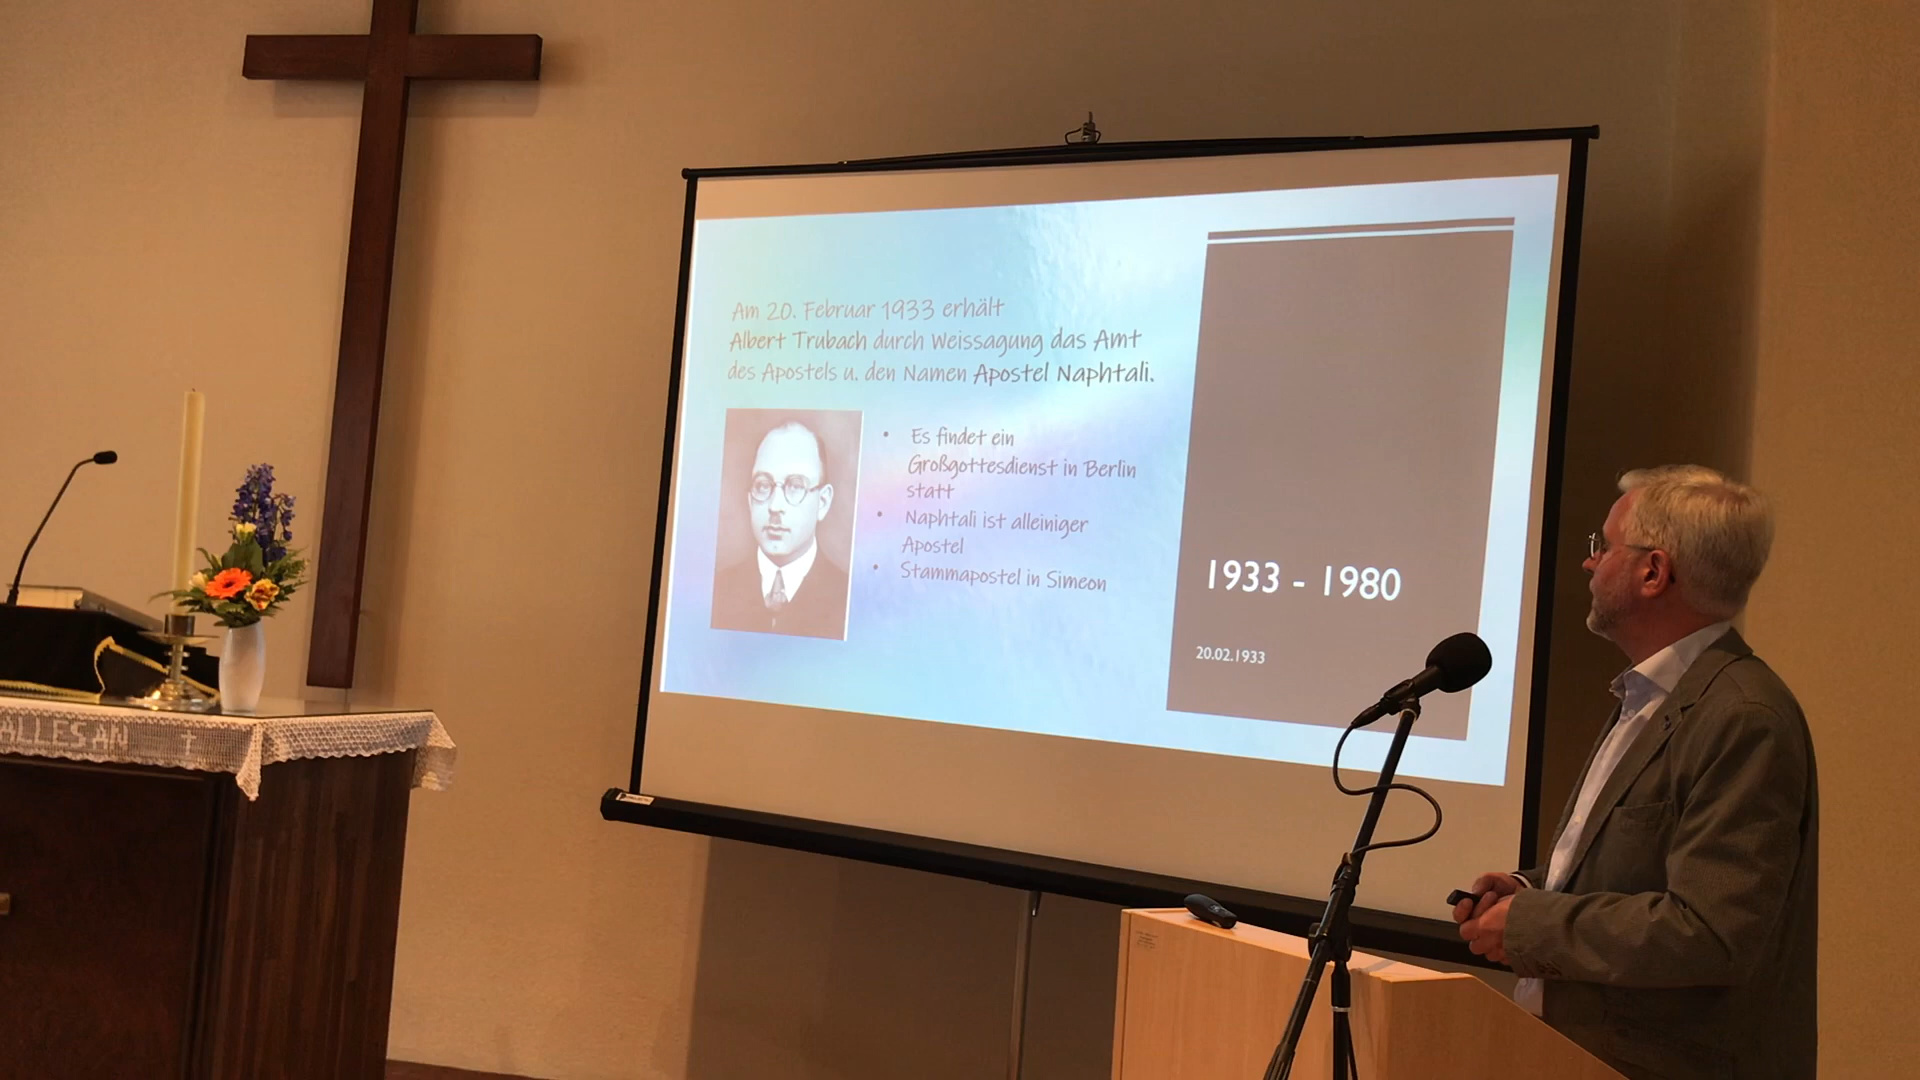 Am 20. Februar 1933 erhält
Albert Trubach durch Weissagung das Amt
des Apostels u. den Namen Apostel Naphtali.
• Es findet ein
Großgottesdienst in Berlin
statt
• Naphtali ist alleiniger
Apostel
• Stammapostel in Simeon
1933 - 1980
20.02.1933
ALLES AN